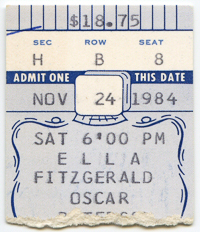 $18.75
SEC ROW SEAT
H B 8
ADMIT ONE THIS DATE
NOV 24 1984
SAT 6:00 PM
ELLA
FITZGERALD
OSCAR